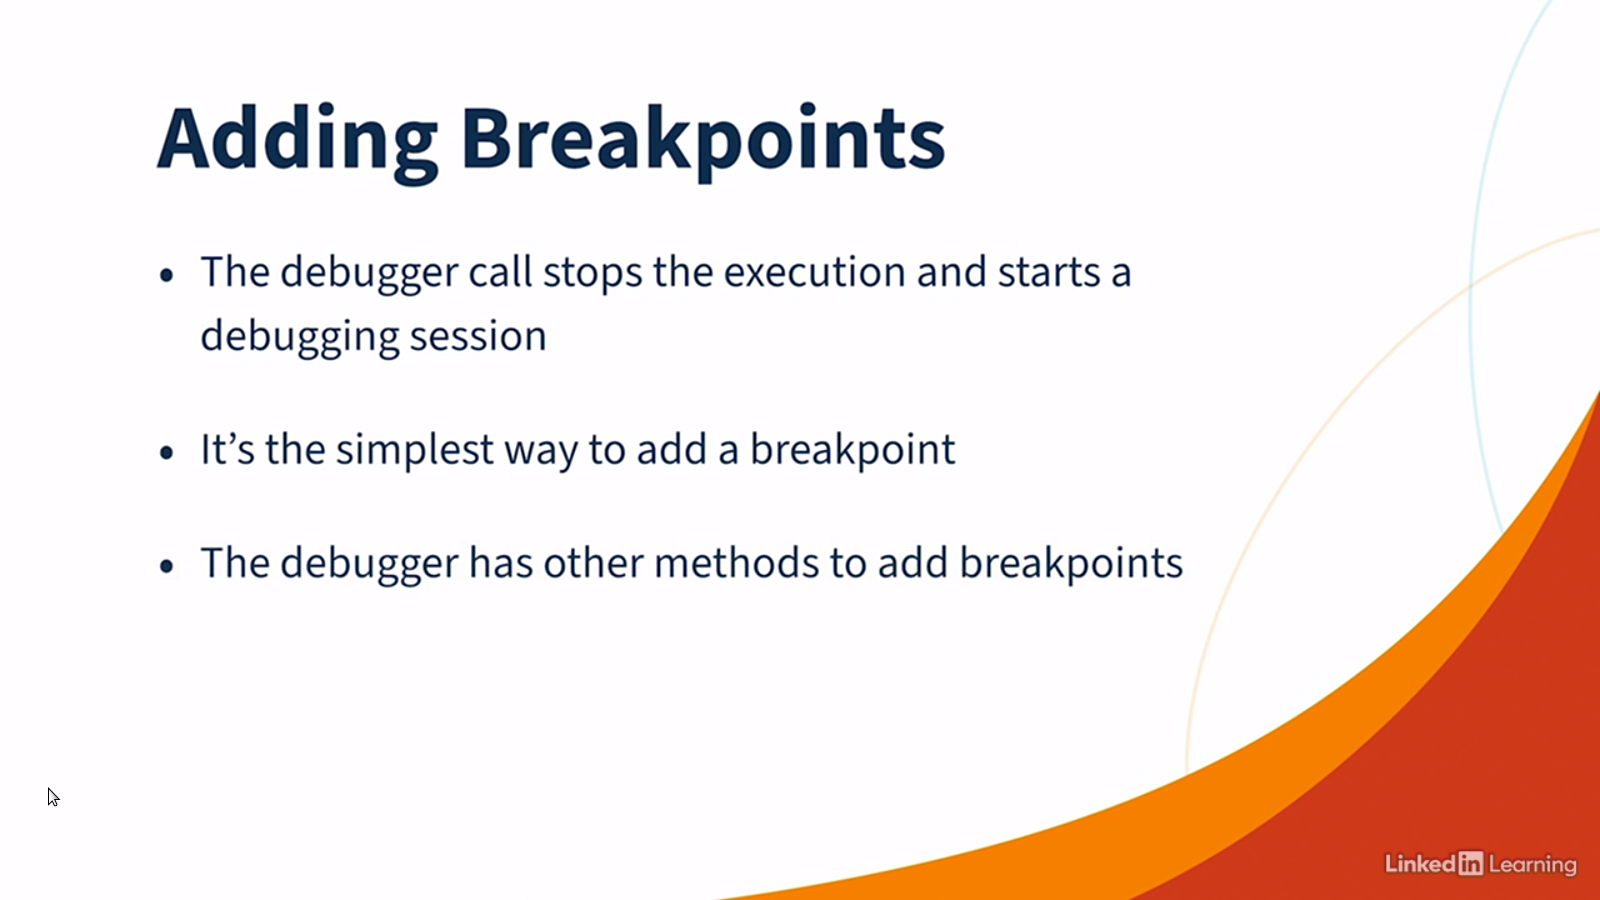 Adding Breakpoints
• The debugger call stops the execution and starts a
debugging session
• It’s the simplest way to add a breakpoint
• The debugger has other methods to add breakpoints
Linked in Learning